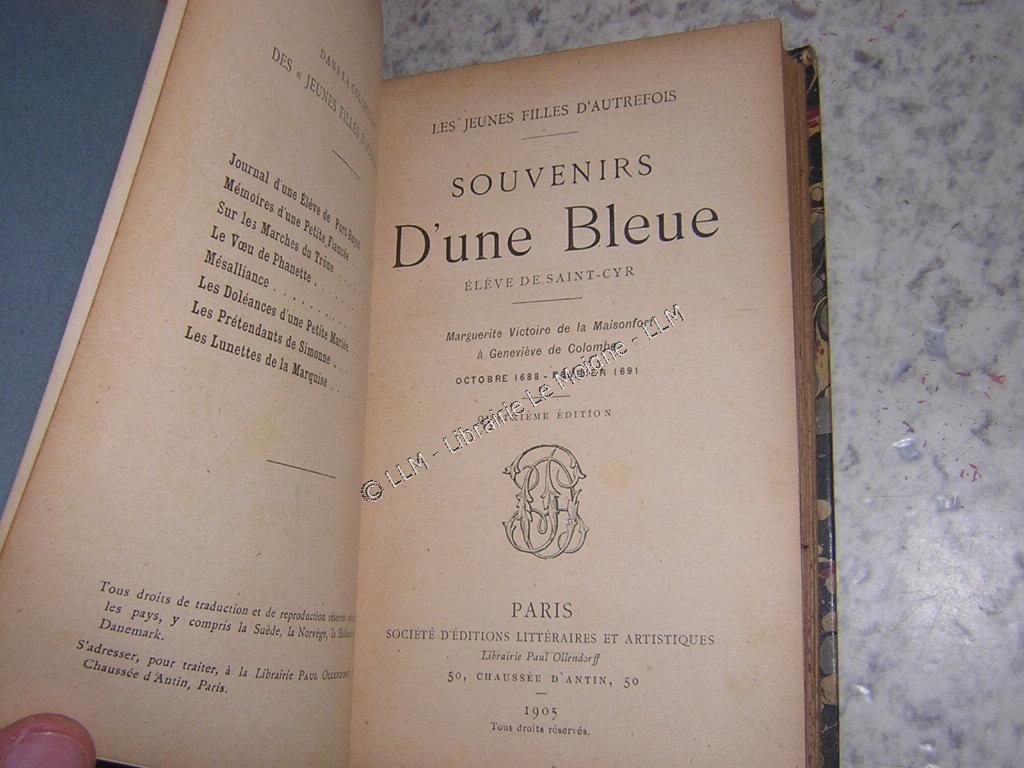 DANS LA
DES « JEUNES FILLES
Journal d'une Élève de Port-Royal
Mémoires d'une Petite Fiancée
Sur les Marches du Trône
Le Vœu de Phanette
Mésalliance
Les Doléances d'une Petite Mariée
Les Prétendants de Simonne
Les Lunettes de la Marquise
Tous droits de traduction et de reproduction réservés
les pays, y compris la Suède, la Norvège, la
Danemark.
S'adresser, pour traiter, à la Librairie PAUL OLLENDORFF,
Chaussée d'Antin, Paris.
LES JEUNES FILLES D'AUTREFOIS
SOUVENIRS
D'une Bleue
ÉLÈVE DE SAINT-CYR
Marguerite Victoire de la Maisonfort
à Geneviève de Colombe
OCTOBRE 1688 - FÉVRIER 1691
ÉDITION
PARIS
SOCIÉTÉ D'ÉDITIONS LITTÉRAIRES ET ARTISTIQUES
Librairie Paul Ollendorff
50, CHAUSSÉE D'ANTIN, 50
1905
Tous droits réservés.
© LLM - Librairie Le Moigne - LLM